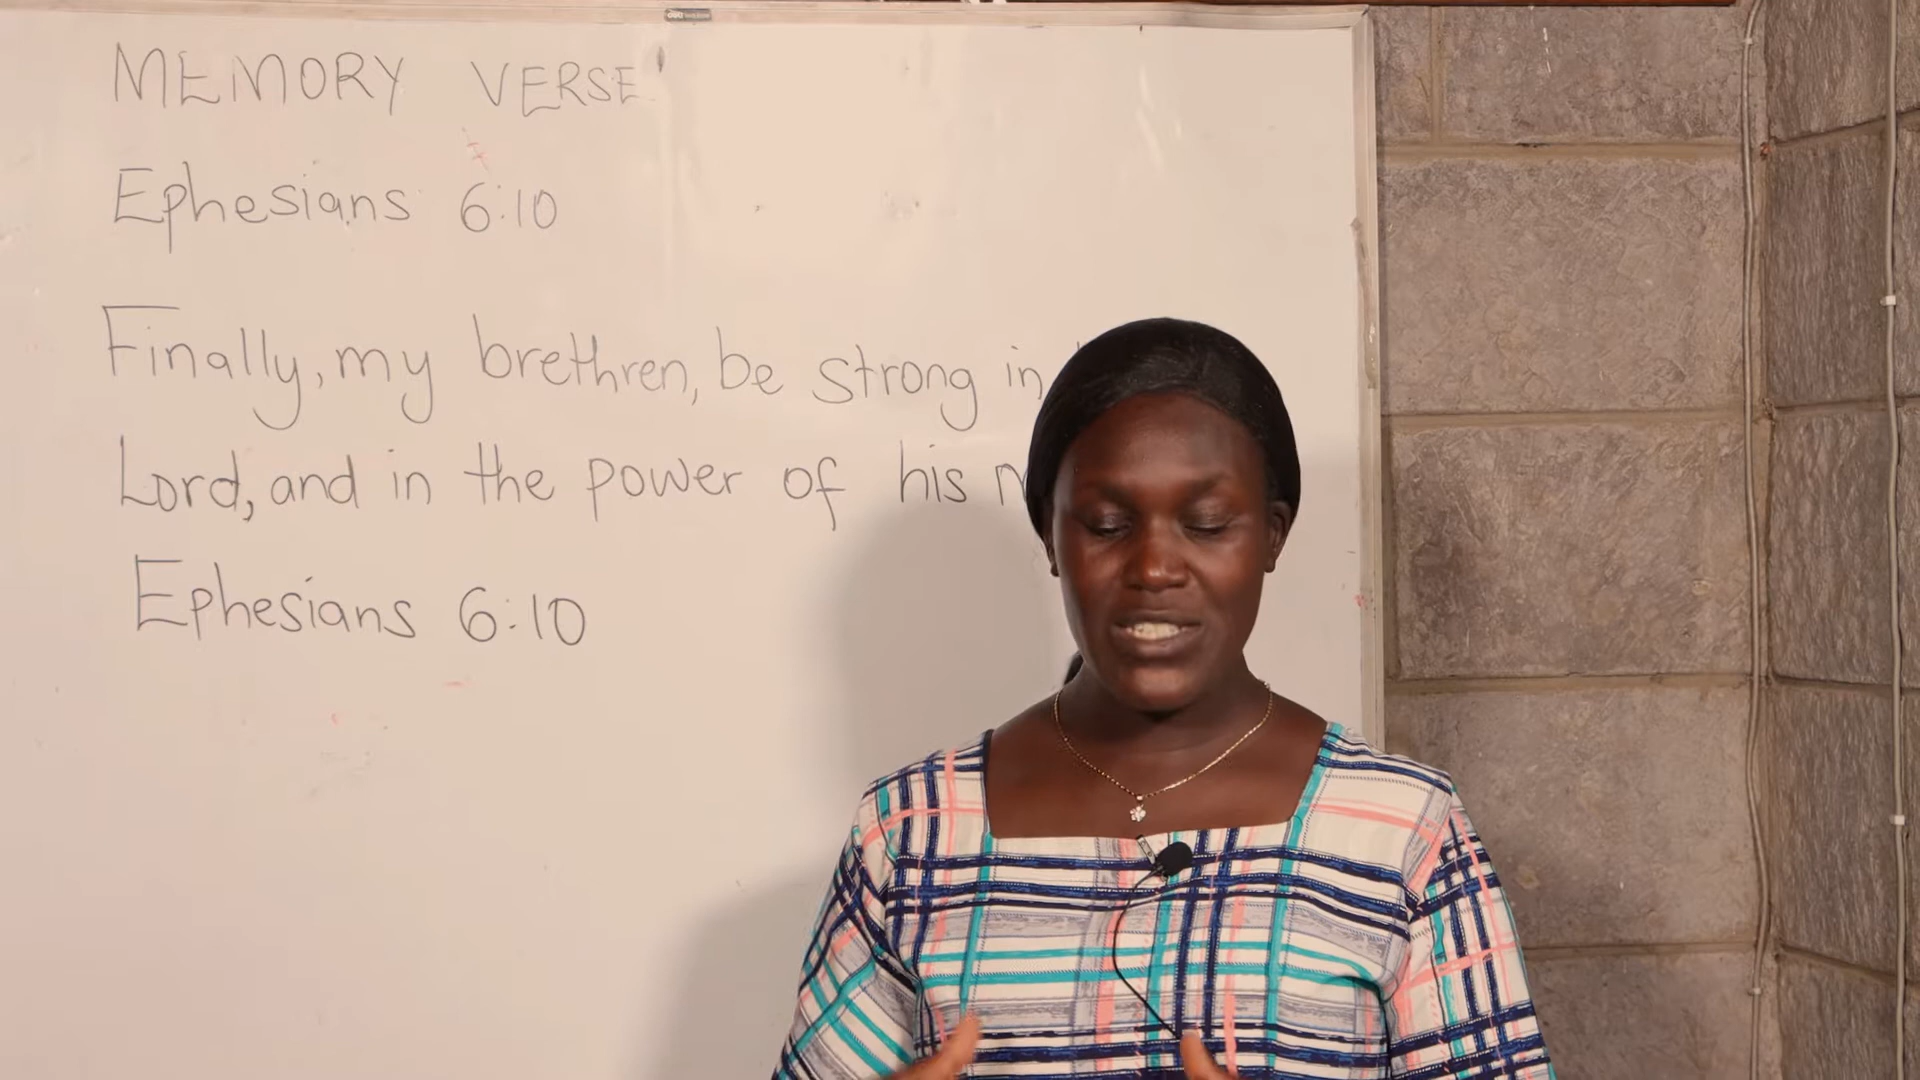 MEMORY VERSE
Ephesians 6:10
Finally, my brethren, be strong in
Lord, and in the power of his
Ephesians 6:10